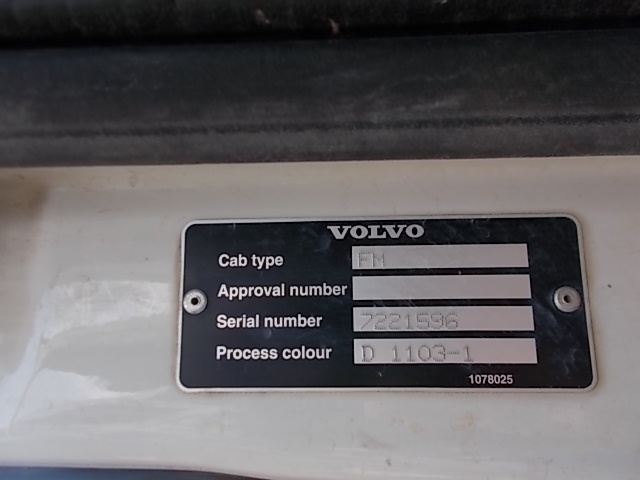 VOLVO
Cab type FM
Approval number
Serial number 7221596
Process colour D 1103-1
1078025